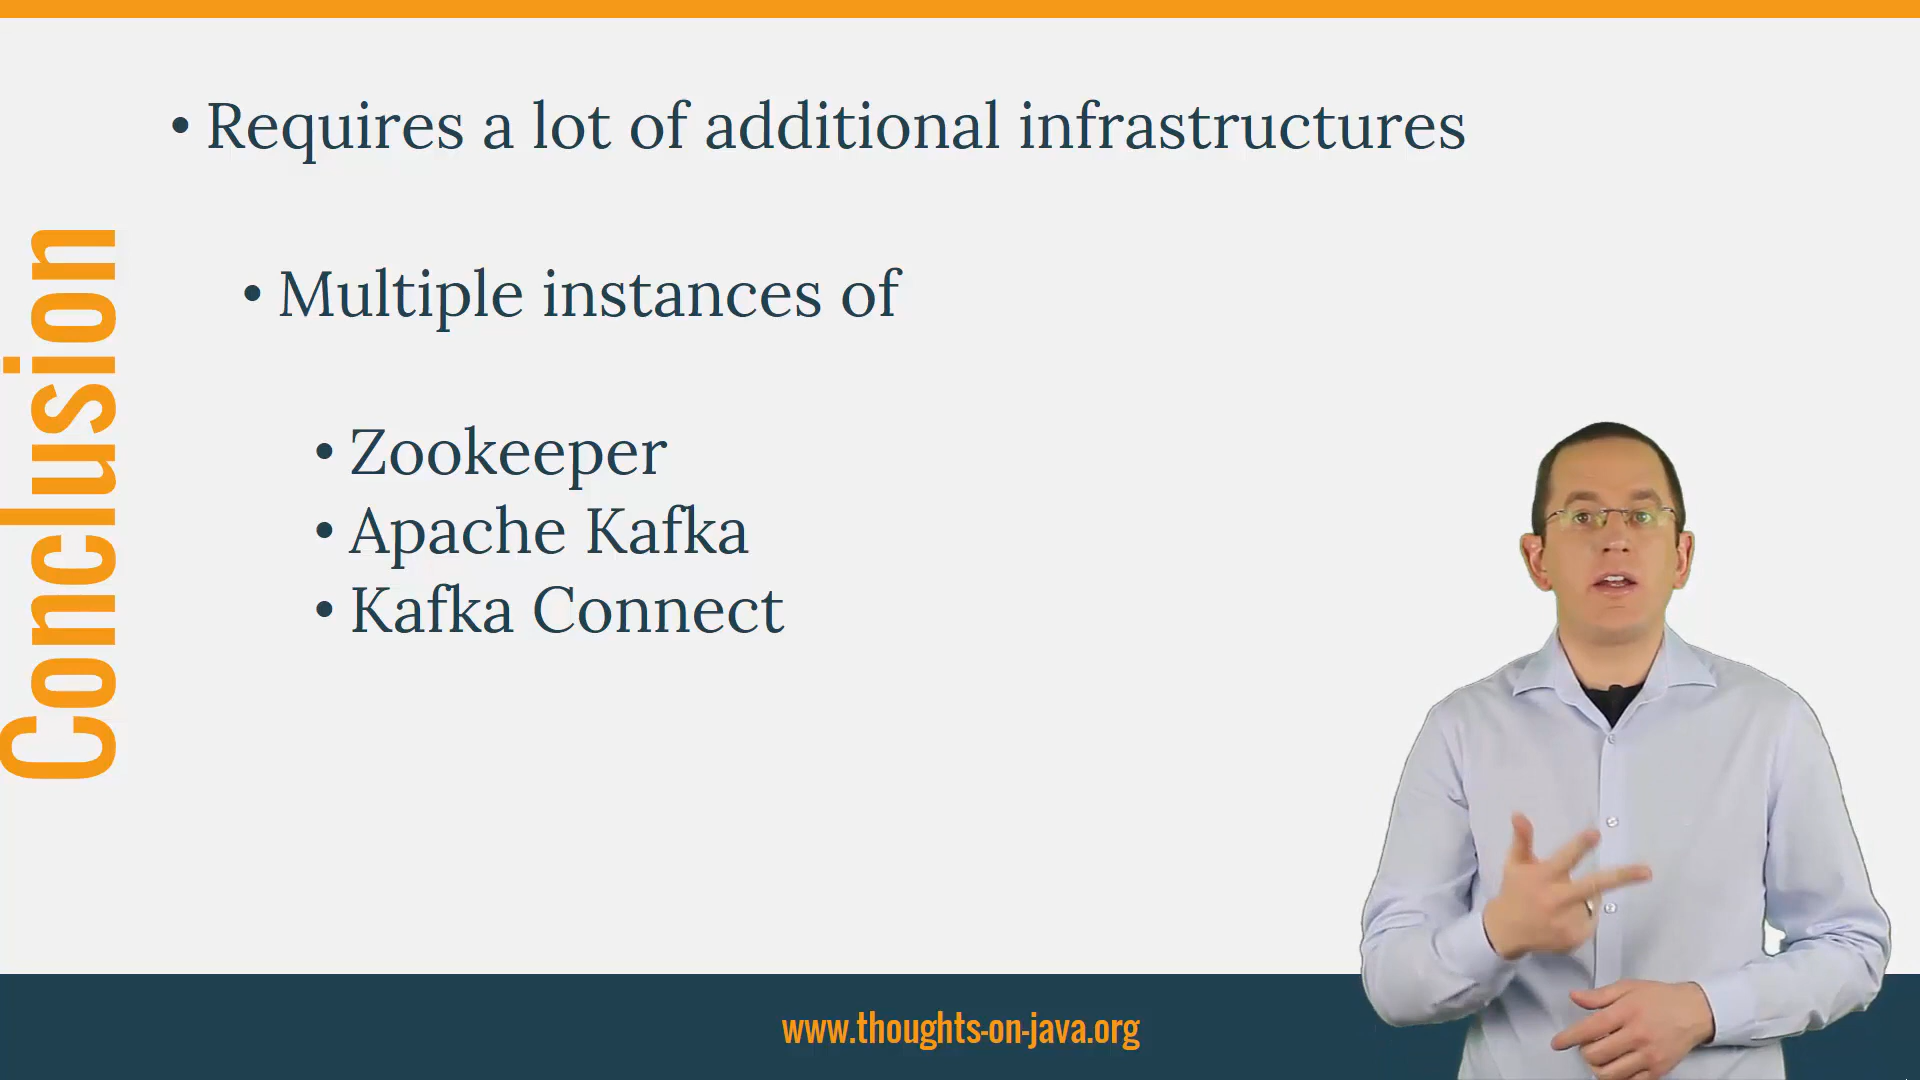 Conclusion
• Requires a lot of additional infrastructures
• Multiple instances of
• Zookeeper
• Apache Kafka
• Kafka Connect
www.thoughts-on-java.org